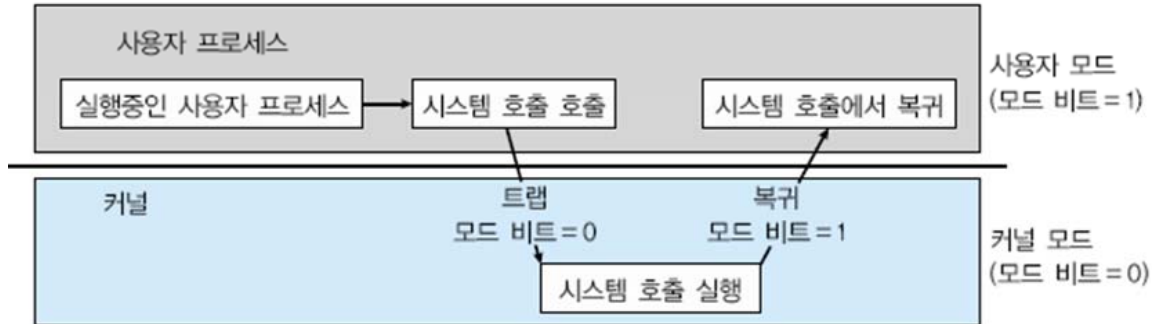 사용자 프로세스
실행중인 사용자 프로세스
시스템 호출 호출
시스템 호출에서 복귀
사용자 모드
(모드 비트=1)
커널
트랩
모드 비트=0
복귀
모드 비트=1
시스템 호출 실행
커널 모드
(모드 비트=0)